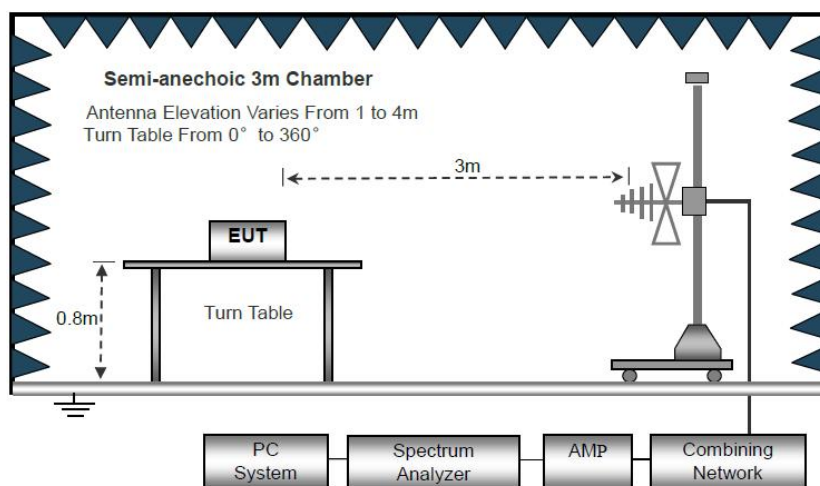 Semi-anechoic 3m Chamber
Antenna Elevation Varies From 1 to 4m
Turn Table From 0° to 360°
3m
EUT
0.8m
Turn Table
PC
System
Spectrum
Analyzer
AMP
Combining
Network